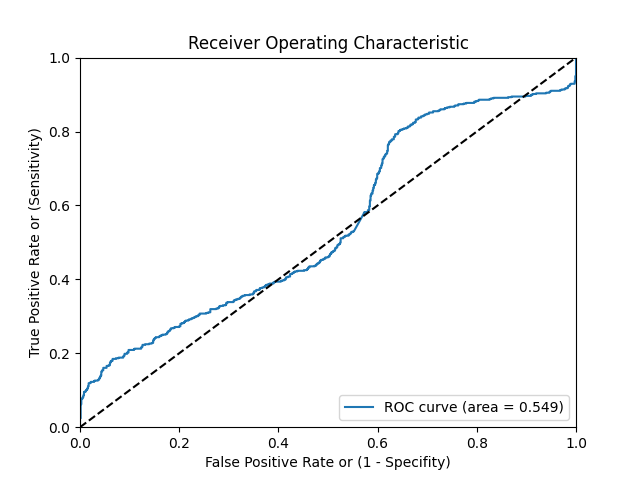 Receiver Operating Characteristic
True Positive Rate or (Sensitivity)
1.0
0.8
0.6
0.4
0.2
0.0
ROC curve (area = 0.549)
0.0 0.2 0.4 0.6 0.8 1.0
False Positive Rate or (1 - Specifity)